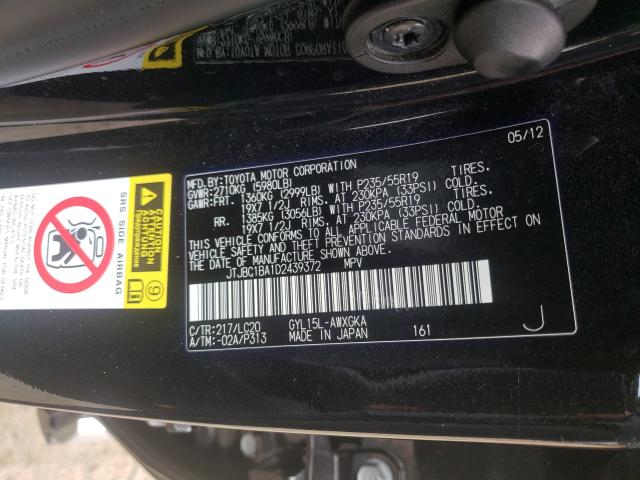 05/12
MFD.BY:TOYOTA MOTOR CORPORATION
GVWR:2710KG (5980LB)
GAWR:FRT. 1360KG (2999LB) WITH P235/55R19 TIRES.
19X7 1/2J RIMS. AT 230KPA (33PSI) COLD.
RR. 1385KG (3056LB) WITH P235/55R19 TIRES.
19X7 1/2J RIMS. AT 230KPA (33PSI) COLD.
THIS VEHICLE CONFORMS TO ALL APPLICABLE FEDERAL MOTOR
VEHICLE SAFETY AND THEFT PREVENTION STANDARDS IN EFFECT
ON THE DATE OF MANUFACTURE SHOWN ABOVE.
JTJBC1BA1D2439372 MPV
C/TR:217/LC20 GYL15L-AWXGKA
A/TM:-02A/P313 MADE IN JAPAN 161
J
SRS SIDE AIRBAG
9